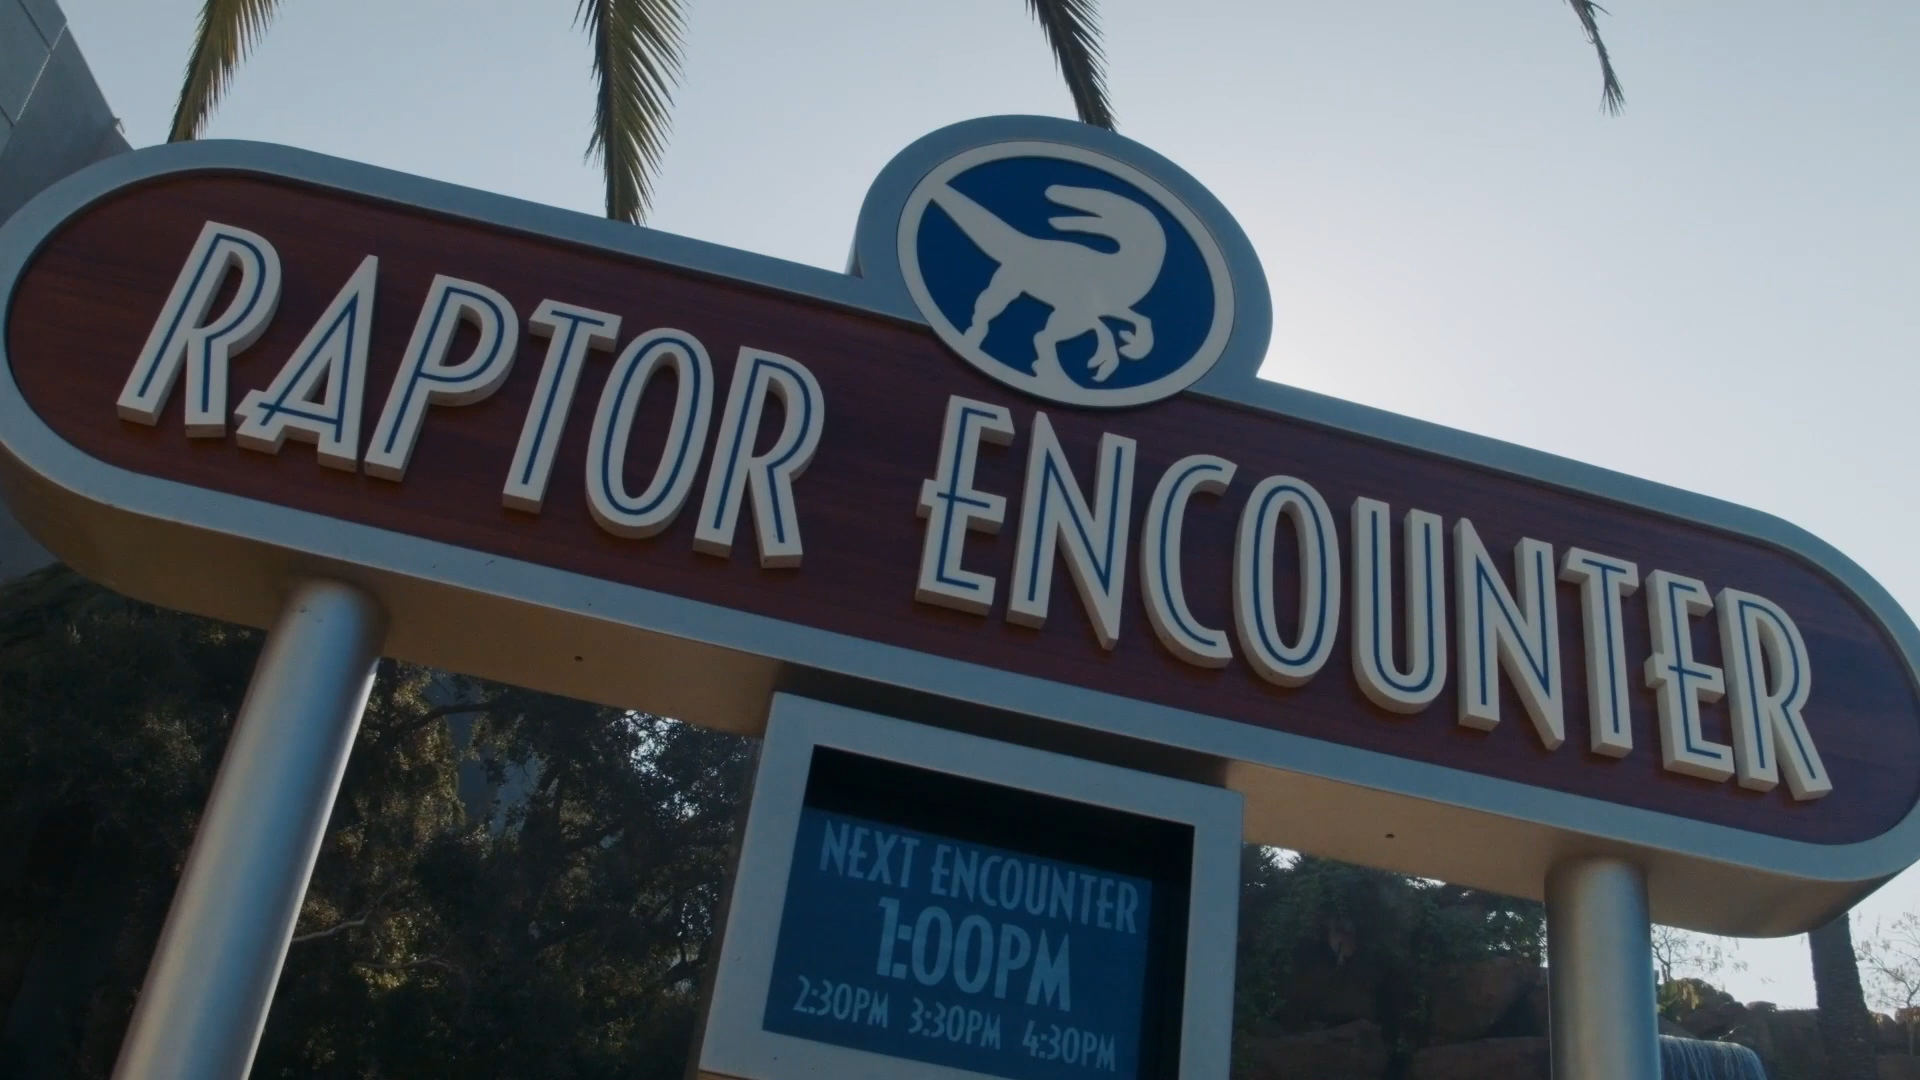 RAPTOR ENCOUNTER
NEXT ENCOUNTER
1:00PM
2:30PM 3:30PM 4:30PM